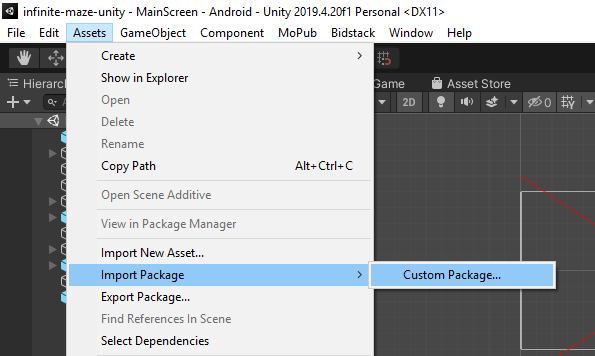 infinite-maze-unity - MainScreen - Android - Unity 2019.4.20f1 Personal <DX11>
File Edit Assets GameObject Component MoPub Bidstack Window Help
Hierarch
Game
Asset Store
2D
0
Create
Show in Explorer
Open
Delete
Rename
Copy Path Alt+Ctrl+C
Open Scene Additive
View in Package Manager
Import New Asset...
Import Package
Custom Package...
Export Package...
Find References In Scene
Select Dependencies